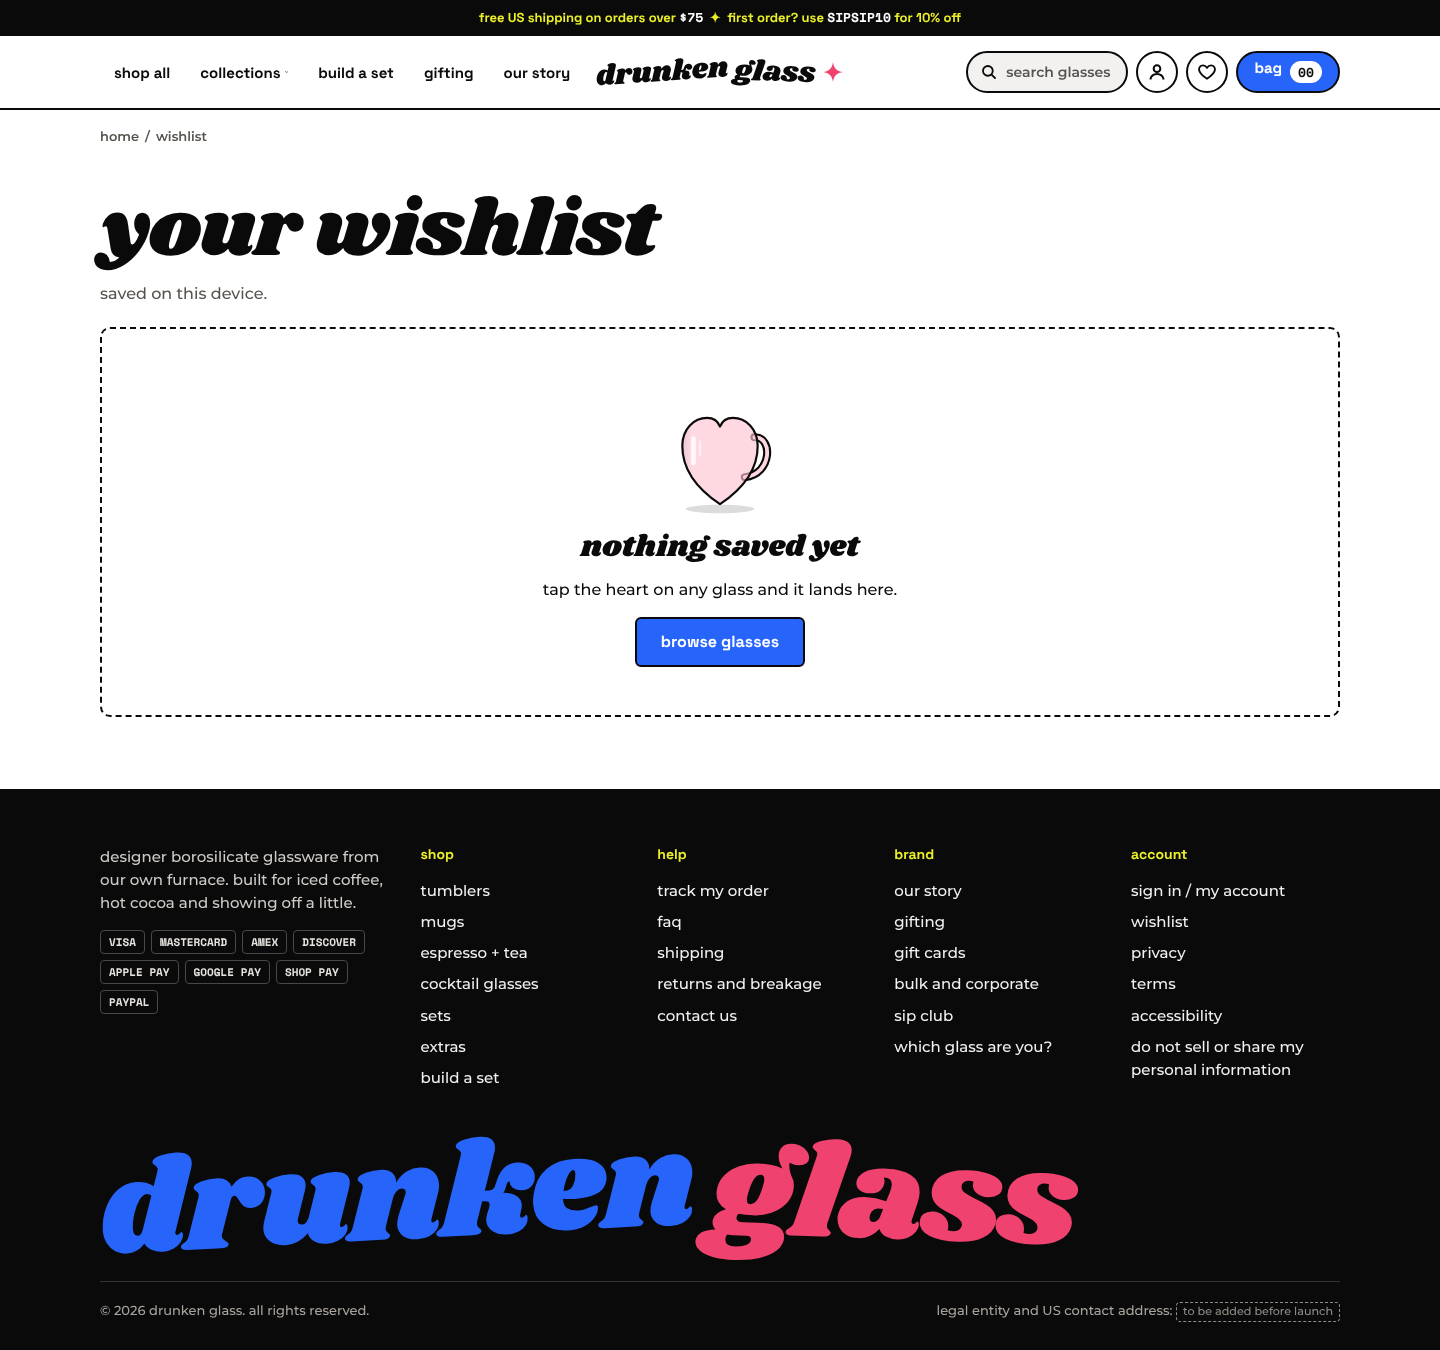 free US shipping on orders over $75 ✦ first order? use SIPSIP10 for 10% off
shop all collections build a set gifting our story drunken glass ✦ search glasses bag 00
home / wishlist
your wishlist
saved on this device.
nothing saved yet
tap the heart on any glass and it lands here.
browse glasses
designer borosilicate glassware from
our own furnace. built for iced coffee,
hot cocoa and showing off a little.
VISA MASTERCARD AMEX DISCOVER
APPLE PAY GOOGLE PAY SHOP PAY
PAYPAL
shop
tumblers
mugs
espresso + tea
cocktail glasses
sets
extras
build a set
help
track my order
faq
shipping
returns and breakage
contact us
brand
our story
gifting
gift cards
bulk and corporate
sip club
which glass are you?
account
sign in / my account
wishlist
privacy
terms
accessibility
do not sell or share my
personal information
drunken glass
© 2026 drunken glass. all rights reserved.
legal entity and US contact address: to be added before launch